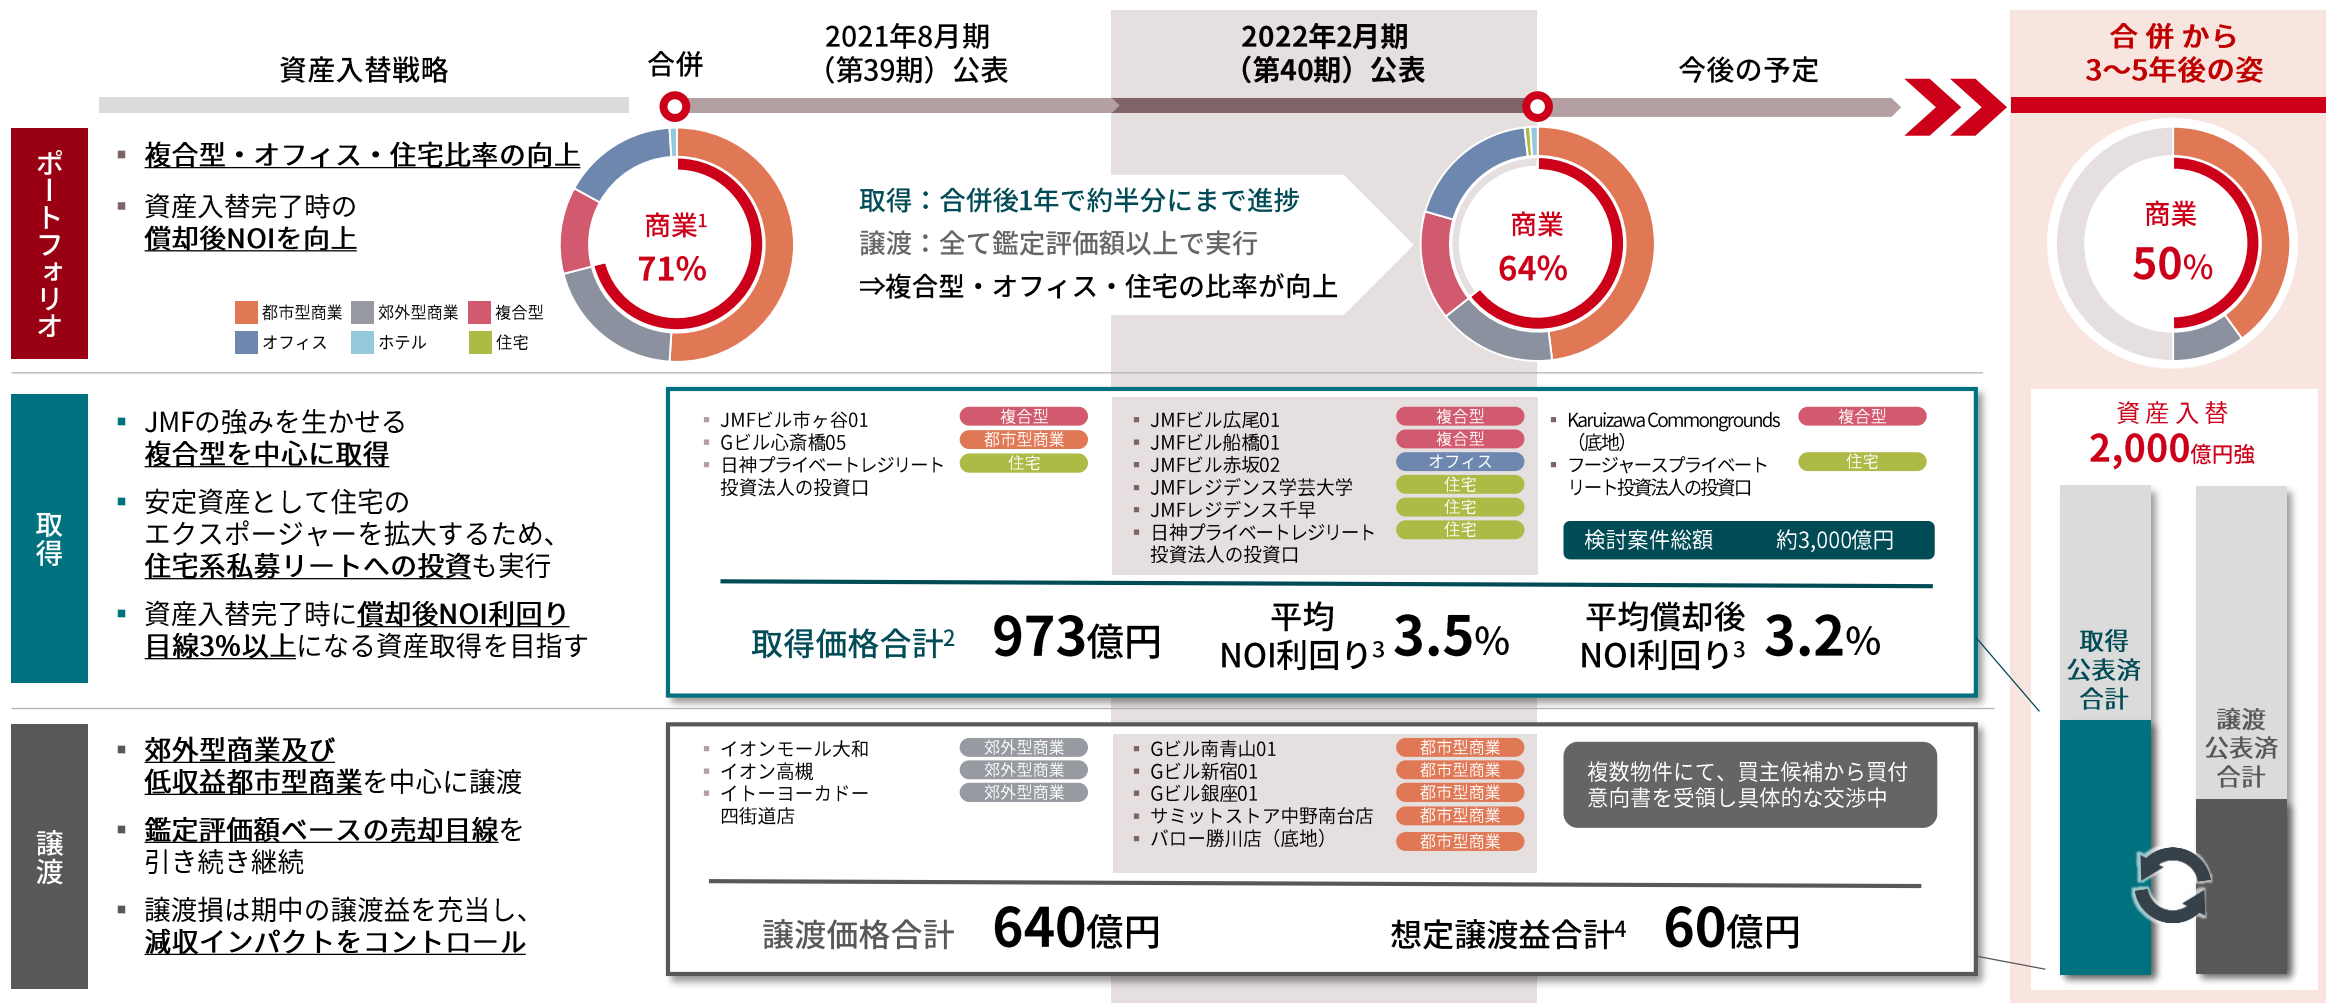 資産入替戦略
合併
2021年8月期
（第39期）公表
2022年2月期
（第40期）公表
今後の予定
合併から
3～5年後の姿
ポートフォリオ
▪ 複合型・オフィス・住宅比率の向上
▪ 資産入替完了時の
償却後NOIを向上
都市型商業 郊外型商業 複合型
オフィス ホテル 住宅
商業1
71%
取得：合併後1年で約半分にまで進捗
譲渡：全て鑑定評価額以上で実行
⇒複合型・オフィス・住宅の比率が向上
商業
64%
商業
50%
取得
▪ JMFの強みを生かせる
複合型を中心に取得
▪ 安定資産として住宅の
エクスポージャーを拡大するため、
住宅系私募リートへの投資も実行
▪ 資産入替完了時に償却後NOI利回り
目線3%以上になる資産取得を目指す
▪ JMFビル市ヶ谷01 複合型
▪ Gビル心斎橋05 都市型商業
▪ 日神プライベートレジリート 住宅
投資法人の投資口
▪ JMFビル広尾01 複合型
▪ JMFビル船橋01 複合型
▪ JMFビル赤坂02 オフィス
▪ JMFレジデンス学芸大学 住宅
▪ JMFレジデンス千早 住宅
▪ 日神プライベートレジリート 住宅
投資法人の投資口
▪ Karuizawa Commongrounds 複合型
（底地）
▪ フージャースプライベート 住宅
リート投資法人の投資口
検討案件総額 約3,000億円
取得価格合計2 973億円
平均
NOI利回り3 3.5%
平均償却後
NOI利回り3 3.2%
資産入替
2,000億円強
取得
公表済
合計
譲渡
公表済
合計
譲渡
▪ 郊外型商業及び
低収益都市型商業を中心に譲渡
▪ 鑑定評価額ベースの売却目線を
引き続き継続
▪ 譲渡損は期中の譲渡益を充当し、
減収インパクトをコントロール
▪ イオンモール大和 郊外型商業
▪ イオン高槻 郊外型商業
▪ イトーヨーカドー 郊外型商業
四街道店
▪ Gビル南青山01 都市型商業
▪ Gビル新宿01 都市型商業
▪ Gビル銀座01 都市型商業
▪ サミットストア中野南台店 都市型商業
▪ バロー勝川店（底地） 都市型商業
複数物件にて、買主候補から買付
意向書を受領し具体的な交渉中
譲渡価格合計 640億円
想定譲渡益合計4 60億円